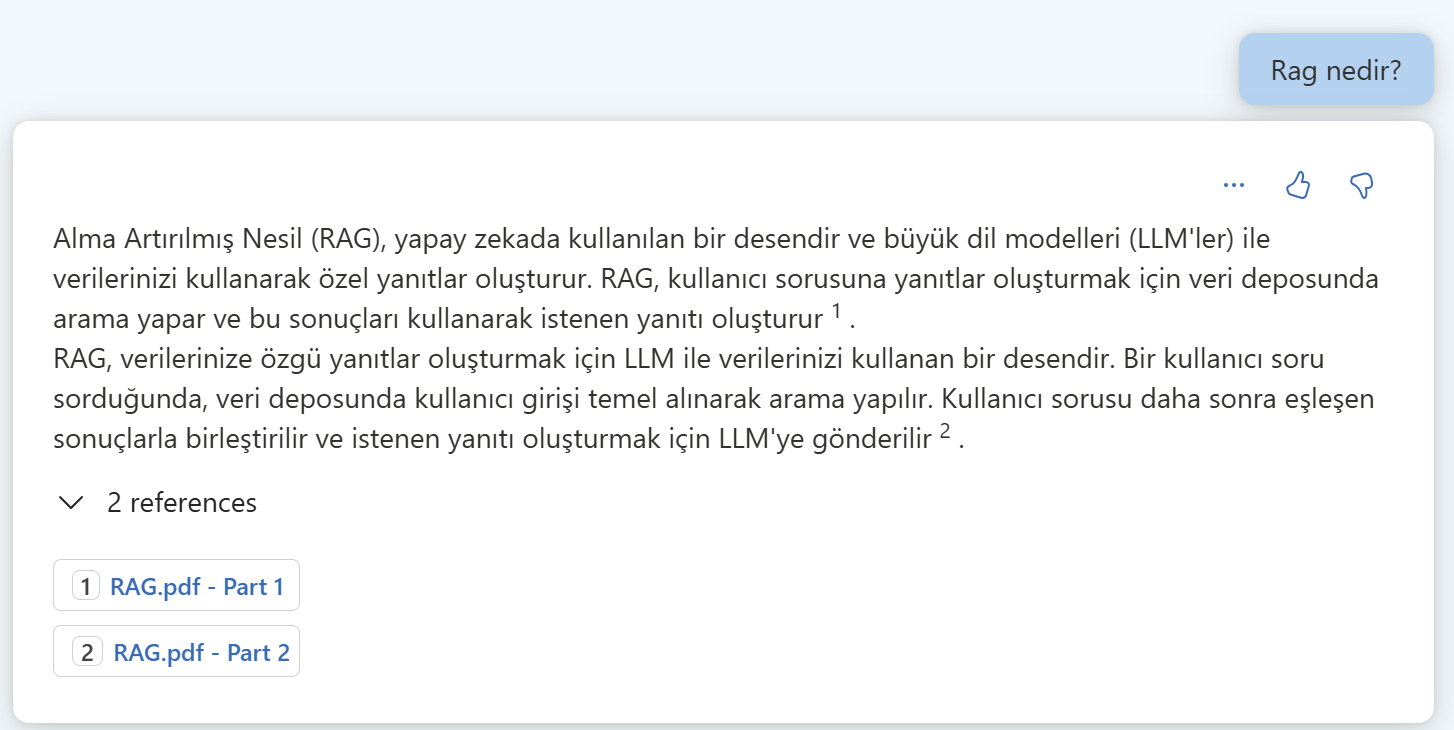 Rag nedir?
...
Alma Artırılmış Nesil (RAG), yapay zekada kullanılan bir desendir ve büyük dil modelleri (LLM'ler) ile
verilerinizi kullanarak özel yanıtlar oluşturur. RAG, kullanıcı sorusuna yanıtlar oluşturmak için veri deposunda
arama yapar ve bu sonuçları kullanarak istenen yanıtı oluşturur 1 .
RAG, verilerinize özgü yanıtlar oluşturmak için LLM ile verilerinizi kullanan bir desendir. Bir kullanıcı soru
sorduğunda, veri deposunda kullanıcı girişi temel alınarak arama yapılır. Kullanıcı sorusu daha sonra eşleşen
sonuçlarla birleştirilir ve istenen yanıtı oluşturmak için LLM'ye gönderilir 2 .
2 references
1 RAG.pdf - Part 1
2 RAG.pdf - Part 2